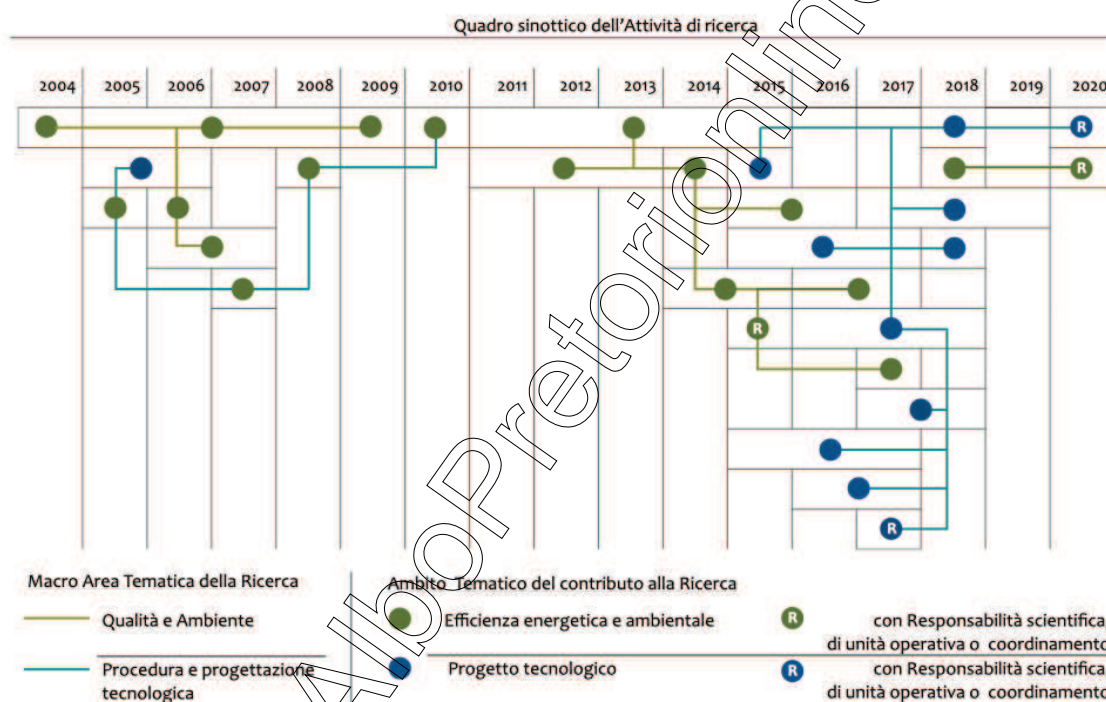 Quadro sinottico dell'Attività di ricerca
2004 2005 2006 2007 2008 2009 2010 2011 2012 2013 2014 2015 2016 2017 2018 2019 2020
R
R
R
R
Macro Area Tematica della Ricerca
Ambito Tematico del contributo alla Ricerca
Qualità e Ambiente
Efficienza energetica e ambientale
R con Responsabilità scientifica
di unità operativa o coordinamento
Procedura e progettazione
tecnologica
Progetto tecnologico
R con Responsabilità scientifica
di unità operativa o coordinamento
AlboPretorionline